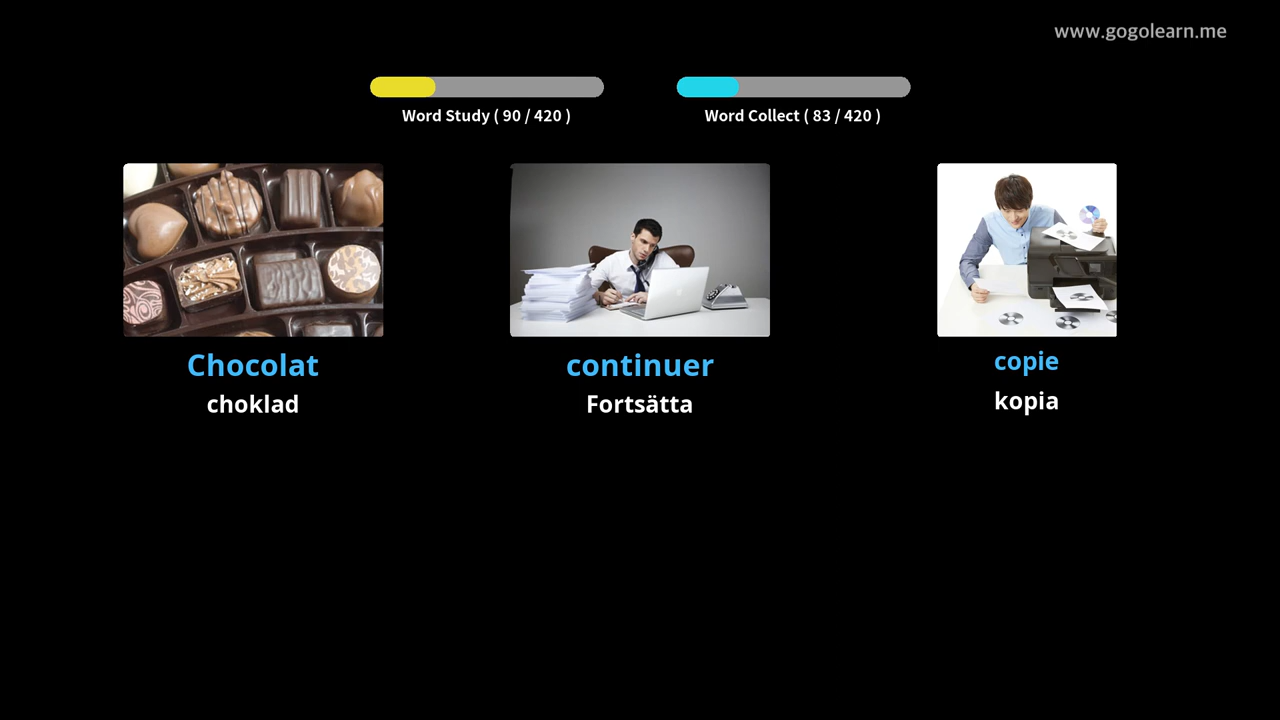 www.gogolearn.me
Word Study ( 90 / 420 )
Word Collect ( 83 / 420 )
Chocolat
choklad
continuer
Fortsätta
copie
kopia